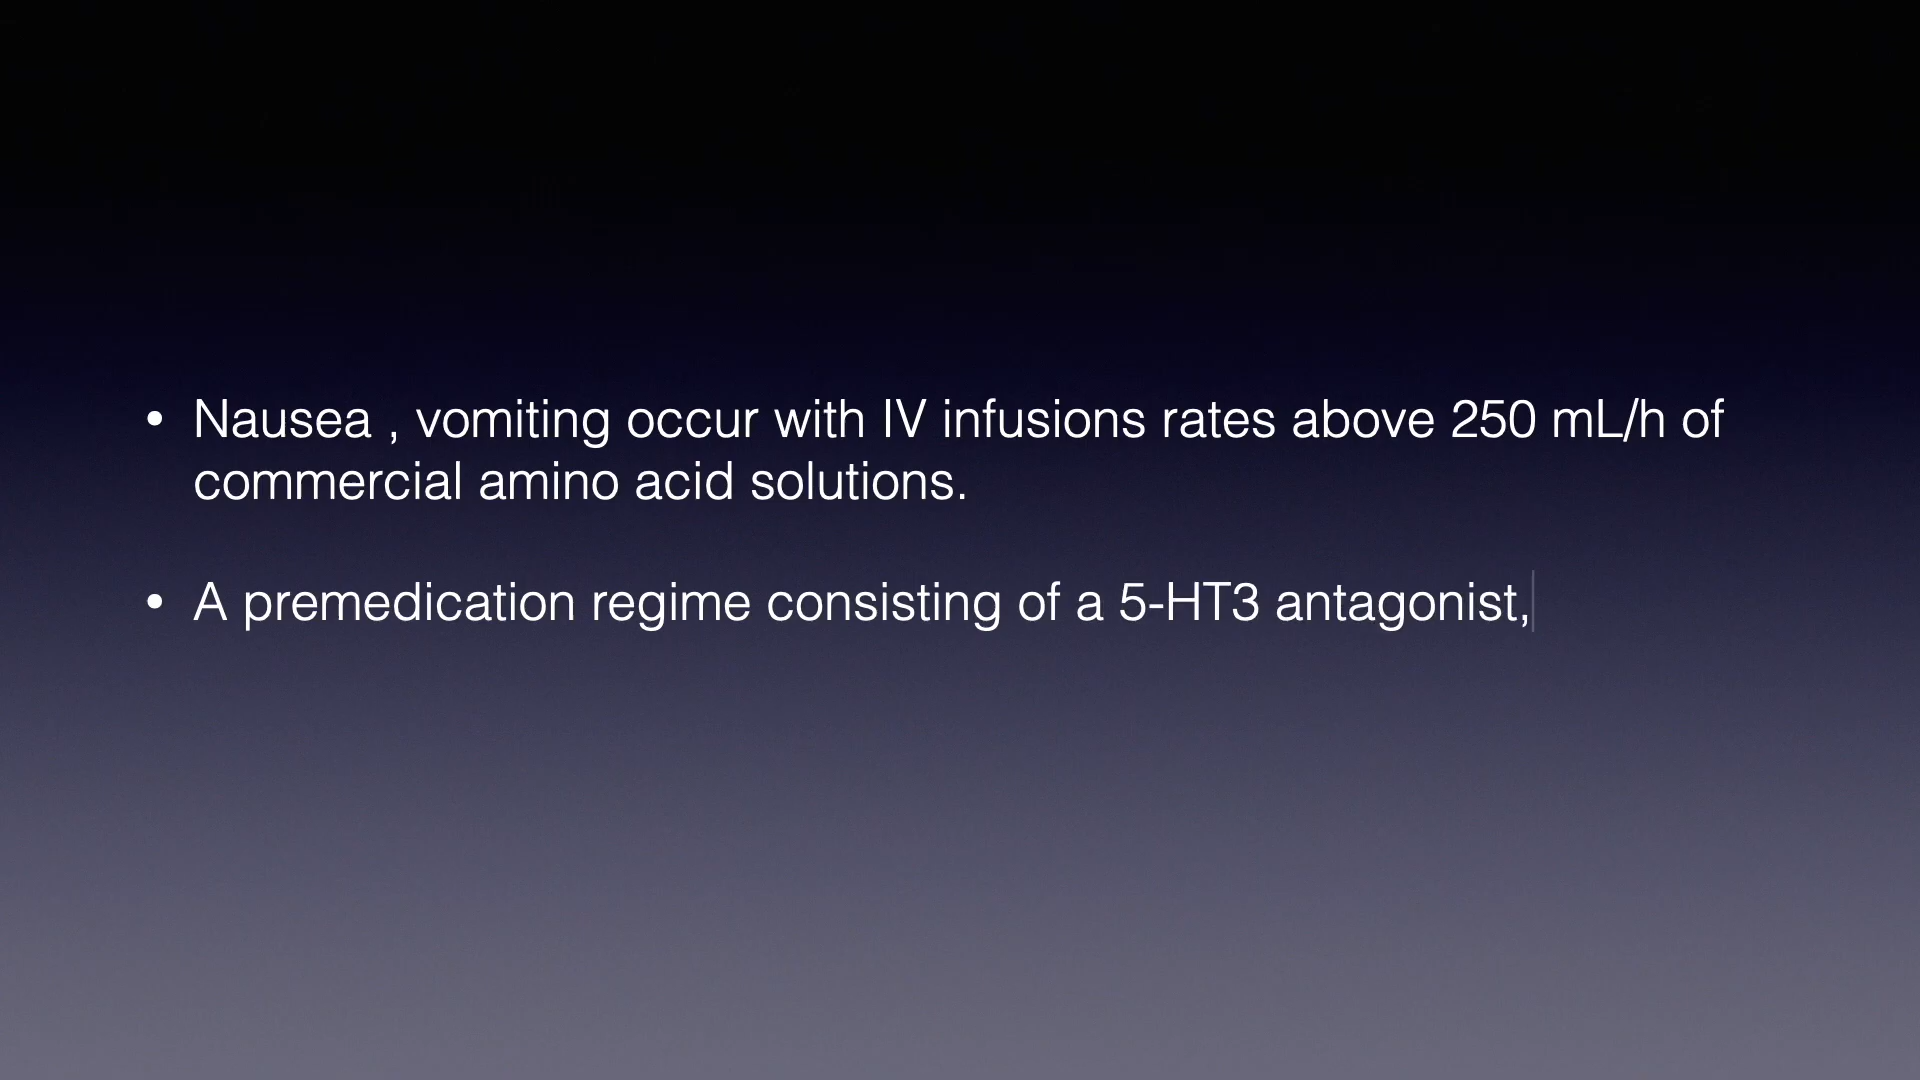 • Nausea , vomiting occur with IV infusions rates above 250 mL/h of
commercial amino acid solutions.
• A premedication regime consisting of a 5-HT3 antagonist,